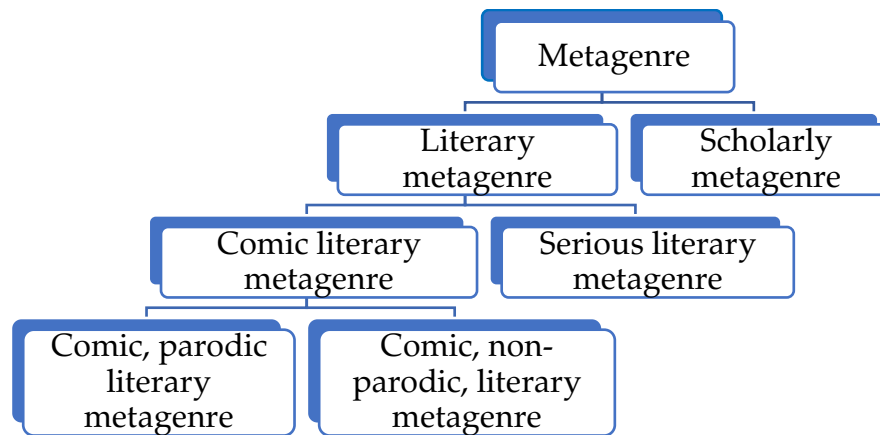 Metagenre
Literary
metagenre
Scholarly
metagenre
Comic literary
metagenre
Serious literary
metagenre
Comic, parodic
literary
metagenre
Comic, non-
parodic, literary
metagenre